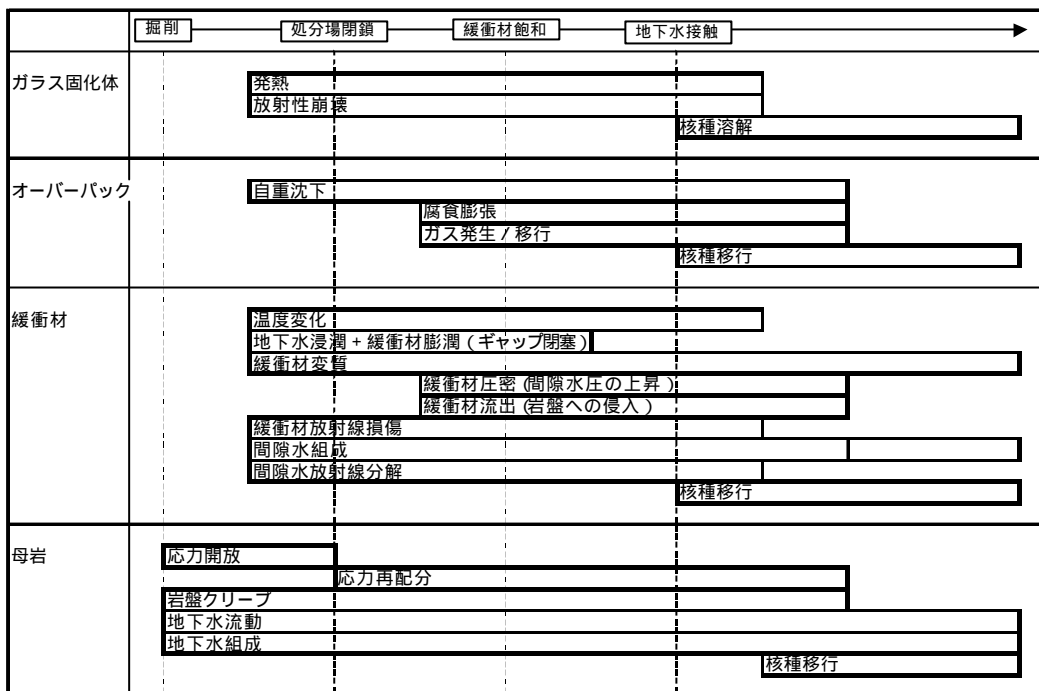 掘削 処分場閉鎖 緩衝材飽和 地下水接触
ガラス固化体
発熱
放射性崩壊
核種溶解
オーバーパック
自重沈下
腐食膨張
ガス発生/移行
核種移行
緩衝材
温度変化
地下水浸潤+緩衝材膨潤(ギャップ閉塞)
緩衝材変質
緩衝材圧密(間隙水圧の上昇)
緩衝材流出(岩盤への侵入)
緩衝材放射線損傷
間隙水組成
間隙水放射線分解
核種移行
母岩
応力開放
応力再配分
岩盤クリープ
地下水流動
地下水組成
核種移行